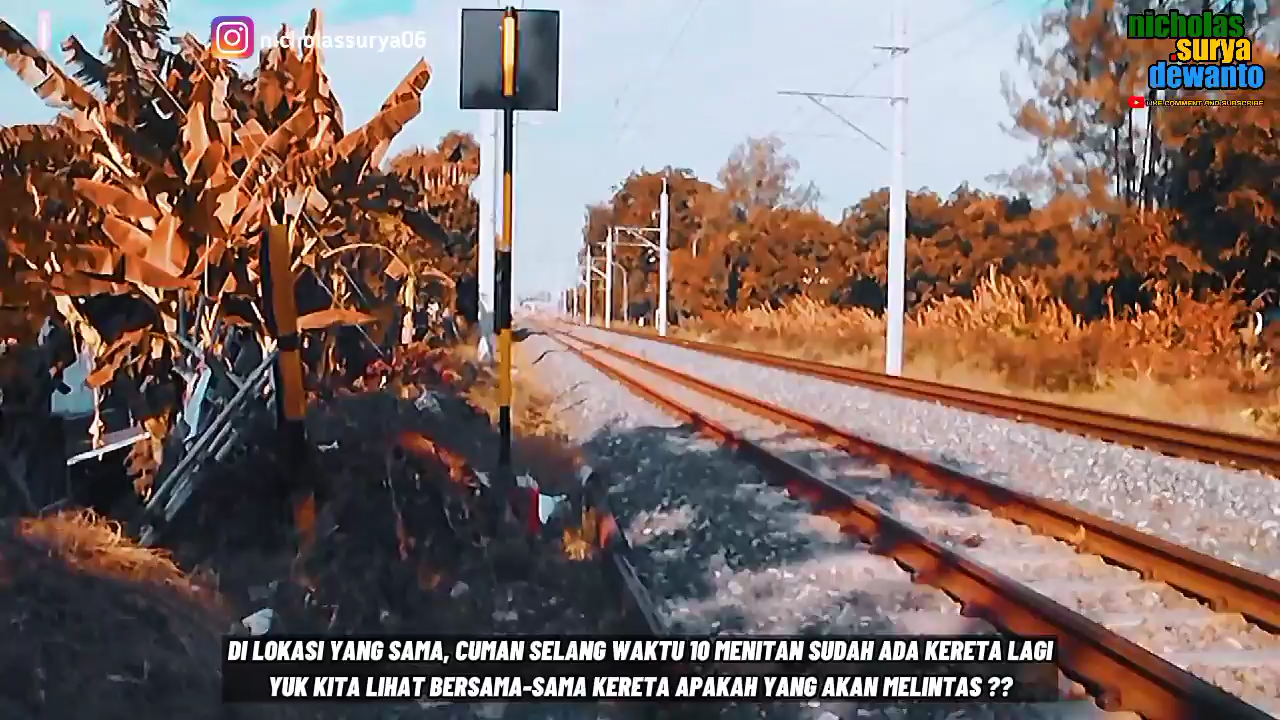 nicholassurya06
nicholas
surya
dewanto
LIKE COMMENT AND SUBSCRIBE
DI LOKASI YANG SAMA, CUMAN SELANG WAKTU 10 MENITAN SUDAH ADA KERETA LAGI
YUK KITA LIHAT BERSAMA-SAMA KERETA APAKAH YANG AKAN MELINTAS ??